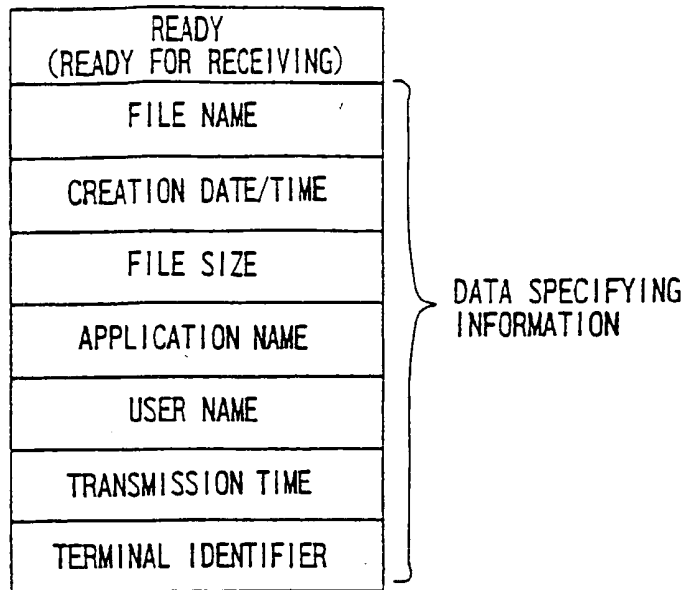 READY
(READY FOR RECEIVING)
FILE NAME
CREATION DATE/TIME
FILE SIZE
APPLICATION NAME
USER NAME
TRANSMISSION TIME
TERMINAL IDENTIFIER
DATA SPECIFYING
INFORMATION